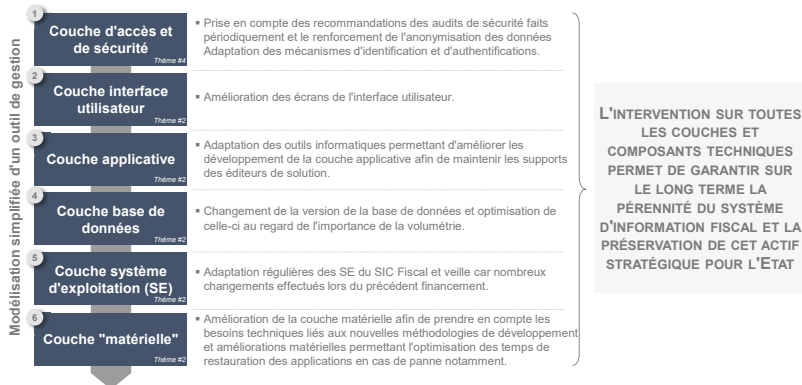 Modélisation simplifiée d'un outil de gestion
1
Couche d'accès et
de sécurité
Thème #4
▪ Prise en compte des recommandations des audits de sécurité faits
périodiquement et le renforcement de l'anonymisation des données
Adaptation des mécanismes d'identification et d'authentifications.
2
Couche interface
utilisateur
Thème #2
▪ Amélioration des écrans de l'interface utilisateur.
3
Couche applicative
Thème #2
▪ Adaptation des outils informatiques permettant d'améliorer les
développement de la couche applicative afin de maintenir les supports
des éditeurs de solution.
4
Couche base de
données
Thème #2
▪ Changement de la version de la base de données et optimisation de
celle-ci au regard de l'importance de la volumétrie.
5
Couche système
d'exploitation (SE)
Thème #2
▪ Adaptation régulières des SE du SIC Fiscal et veille car nombreux
changements effectués lors du précédent financement.
6
Couche "matérielle"
Thème #2
▪ Amélioration de la couche matérielle afin de prendre en compte les
besoins techniques liés aux nouvelles méthodologies de développement
et améliorations matérielles permettant l'optimisation des temps de
restauration des applications en cas de panne notamment.
L'INTERVENTION SUR TOUTES
LES COUCHES ET
COMPOSANTS TECHNIQUES
PERMET DE GARANTIR SUR
LE LONG TERME LA
PÉRENNITÉ DU SYSTÈME
D'INFORMATION FISCAL ET LA
PRÉSERVATION DE CET ACTIF
STRATÉGIQUE POUR L'ETAT